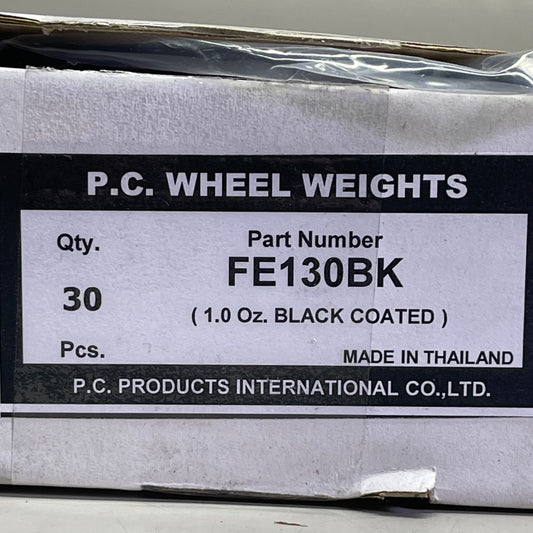 P.C. WHEEL WEIGHTS
Qty.
30
Pcs.
Part Number
FE130BK
( 1.0 Oz. BLACK COATED )
MADE IN THAILAND
P.C. PRODUCTS INTERNATIONAL CO.,LTD.